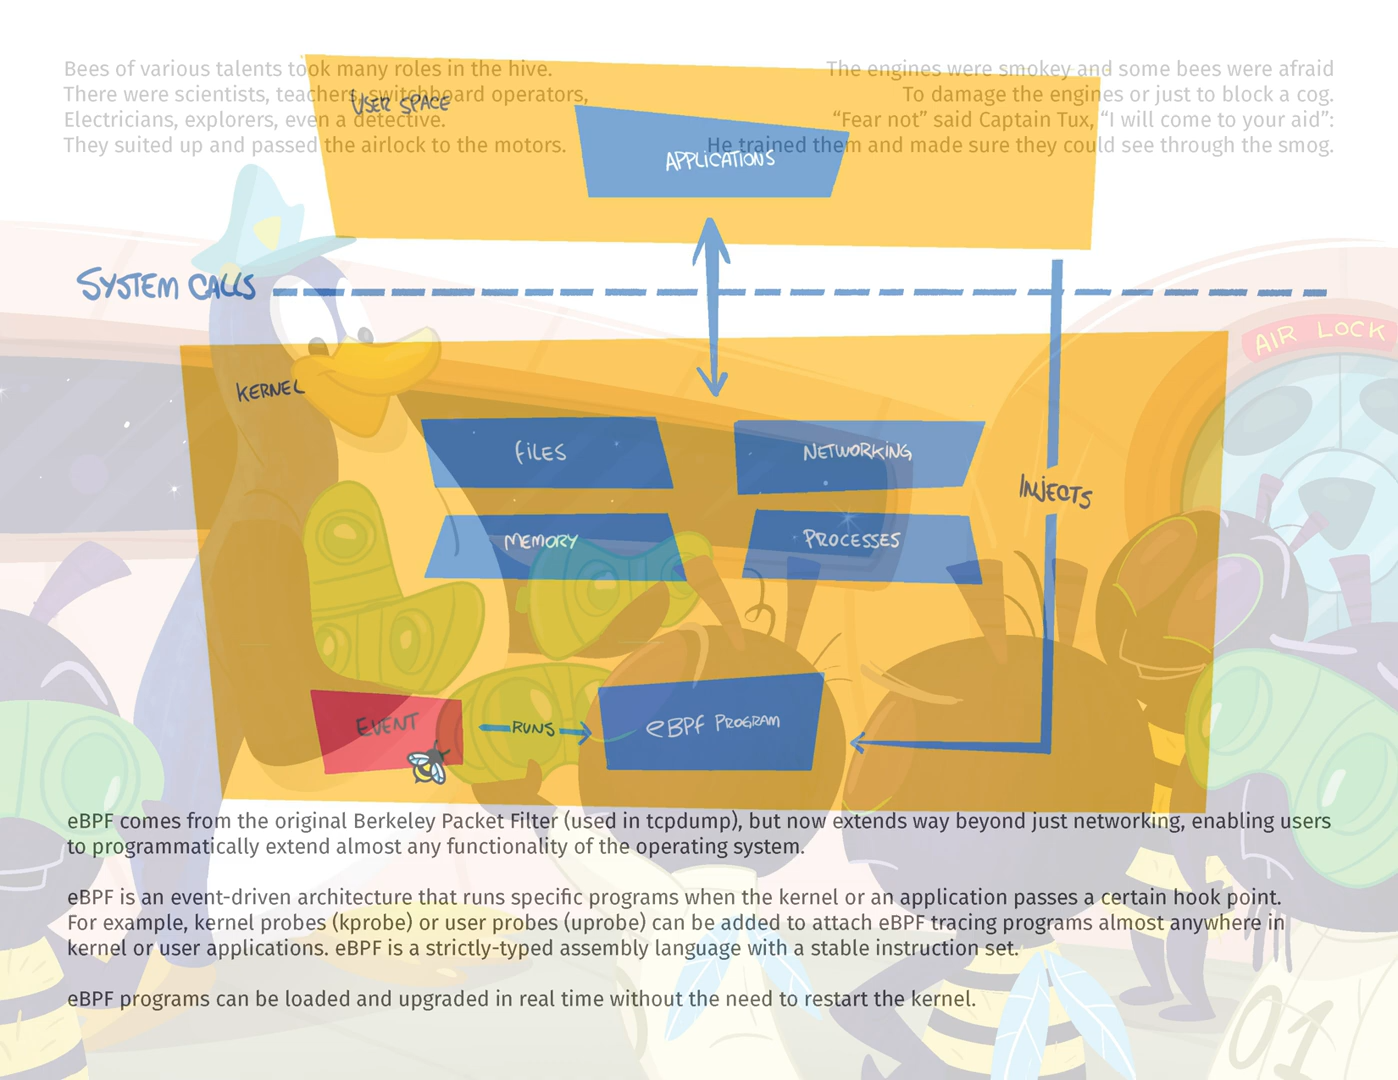 Bees of various talents took many roles in the hive.
There were scientists, teachers, switchboard operators,
Electricians, explorers, even a detective.
They suited up and passed the airlock to the motors.
The engines were smokey and some bees were afraid
To damage the engines or just to block a cog.
“Fear not” said Captain Tux, “I will come to your aid”:
He trained them and made sure they could see through the smog.
USER SPACE
APPLICATIONS
SYSTEM CALLS
AIR LOCK
KERNEL
FILES
NETWORKING
INJECTS
MEMORY
PROCESSES
EVENT
RUNS
eBPF PROGRAM
eBPF comes from the original Berkeley Packet Filter (used in tcpdump), but now extends way beyond just networking, enabling users
to programmatically extend almost any functionality of the operating system.
eBPF is an event-driven architecture that runs specific programs when the kernel or an application passes a certain hook point.
For example, kernel probes (kprobe) or user probes (uprobe) can be added to attach eBPF tracing programs almost anywhere in
kernel or user applications. eBPF is a strictly-typed assembly language with a stable instruction set.
eBPF programs can be loaded and upgraded in real time without the need to restart the kernel.
01